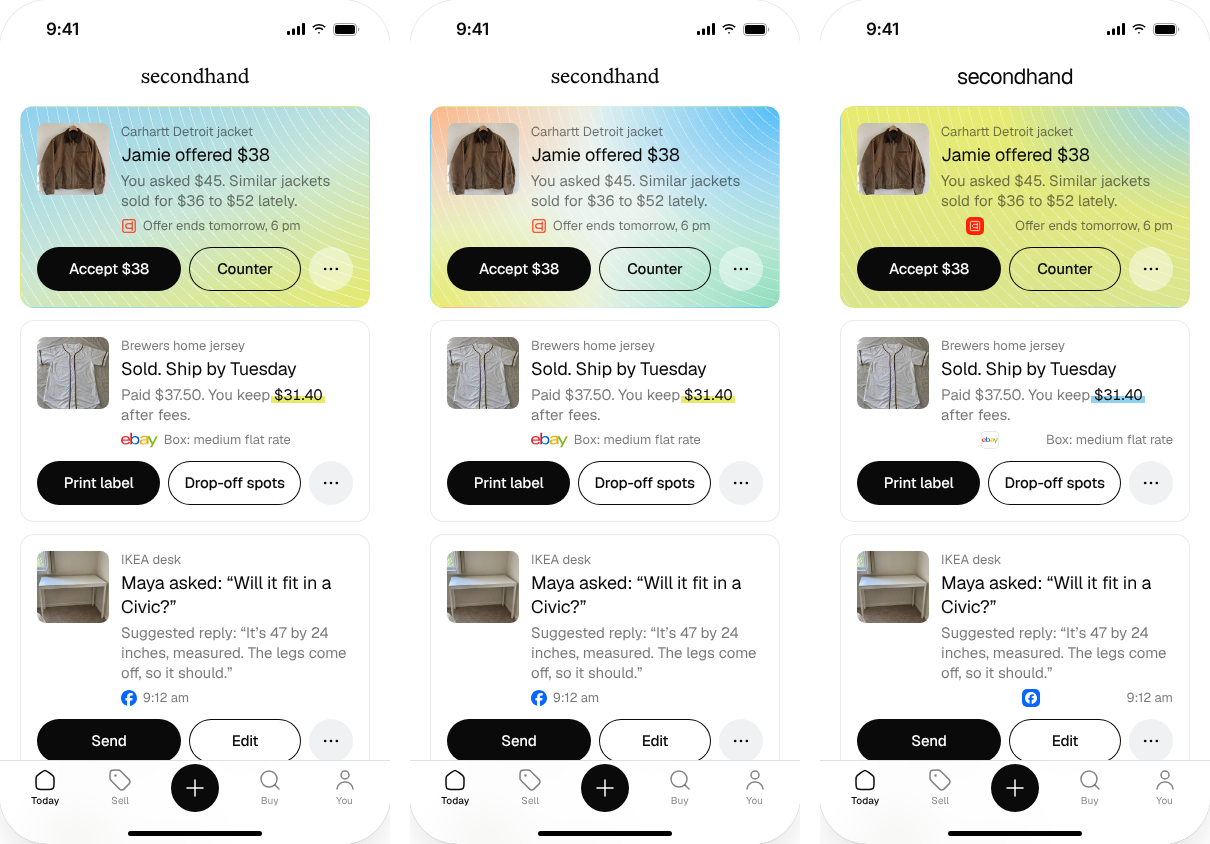 9:41
secondhand
Carhartt Detroit jacket
Jamie offered $38
You asked $45. Similar jackets
sold for $36 to $52 lately.
Offer ends tomorrow, 6 pm
Accept $38
Counter
Brewers home jersey
Sold. Ship by Tuesday
Paid $37.50. You keep $31.40
after fees.
ebay Box: medium flat rate
Print label
Drop-off spots
IKEA desk
Maya asked: “Will it fit in a
Civic?”
Suggested reply: “It’s 47 by 24
inches, measured. The legs come
off, so it should.”
9:12 am
Send
Edit
Today
Sell
Buy
You
9:41
secondhand
Carhartt Detroit jacket
Jamie offered $38
You asked $45. Similar jackets
sold for $36 to $52 lately.
Offer ends tomorrow, 6 pm
Accept $38
Counter
Brewers home jersey
Sold. Ship by Tuesday
Paid $37.50. You keep $31.40
after fees.
ebay Box: medium flat rate
Print label
Drop-off spots
IKEA desk
Maya asked: “Will it fit in a
Civic?”
Suggested reply: “It’s 47 by 24
inches, measured. The legs come
off, so it should.”
9:12 am
Send
Edit
Today
Sell
Buy
You
9:41
secondhand
Carhartt Detroit jacket
Jamie offered $38
You asked $45. Similar jackets
sold for $36 to $52 lately.
Offer ends tomorrow, 6 pm
Accept $38
Counter
Brewers home jersey
Sold. Ship by Tuesday
Paid $37.50. You keep $31.40
after fees.
ebay Box: medium flat rate
Print label
Drop-off spots
IKEA desk
Maya asked: “Will it fit in a
Civic?”
Suggested reply: “It’s 47 by 24
inches, measured. The legs come
off, so it should.”
9:12 am
Send
Edit
Today
Sell
Buy
You